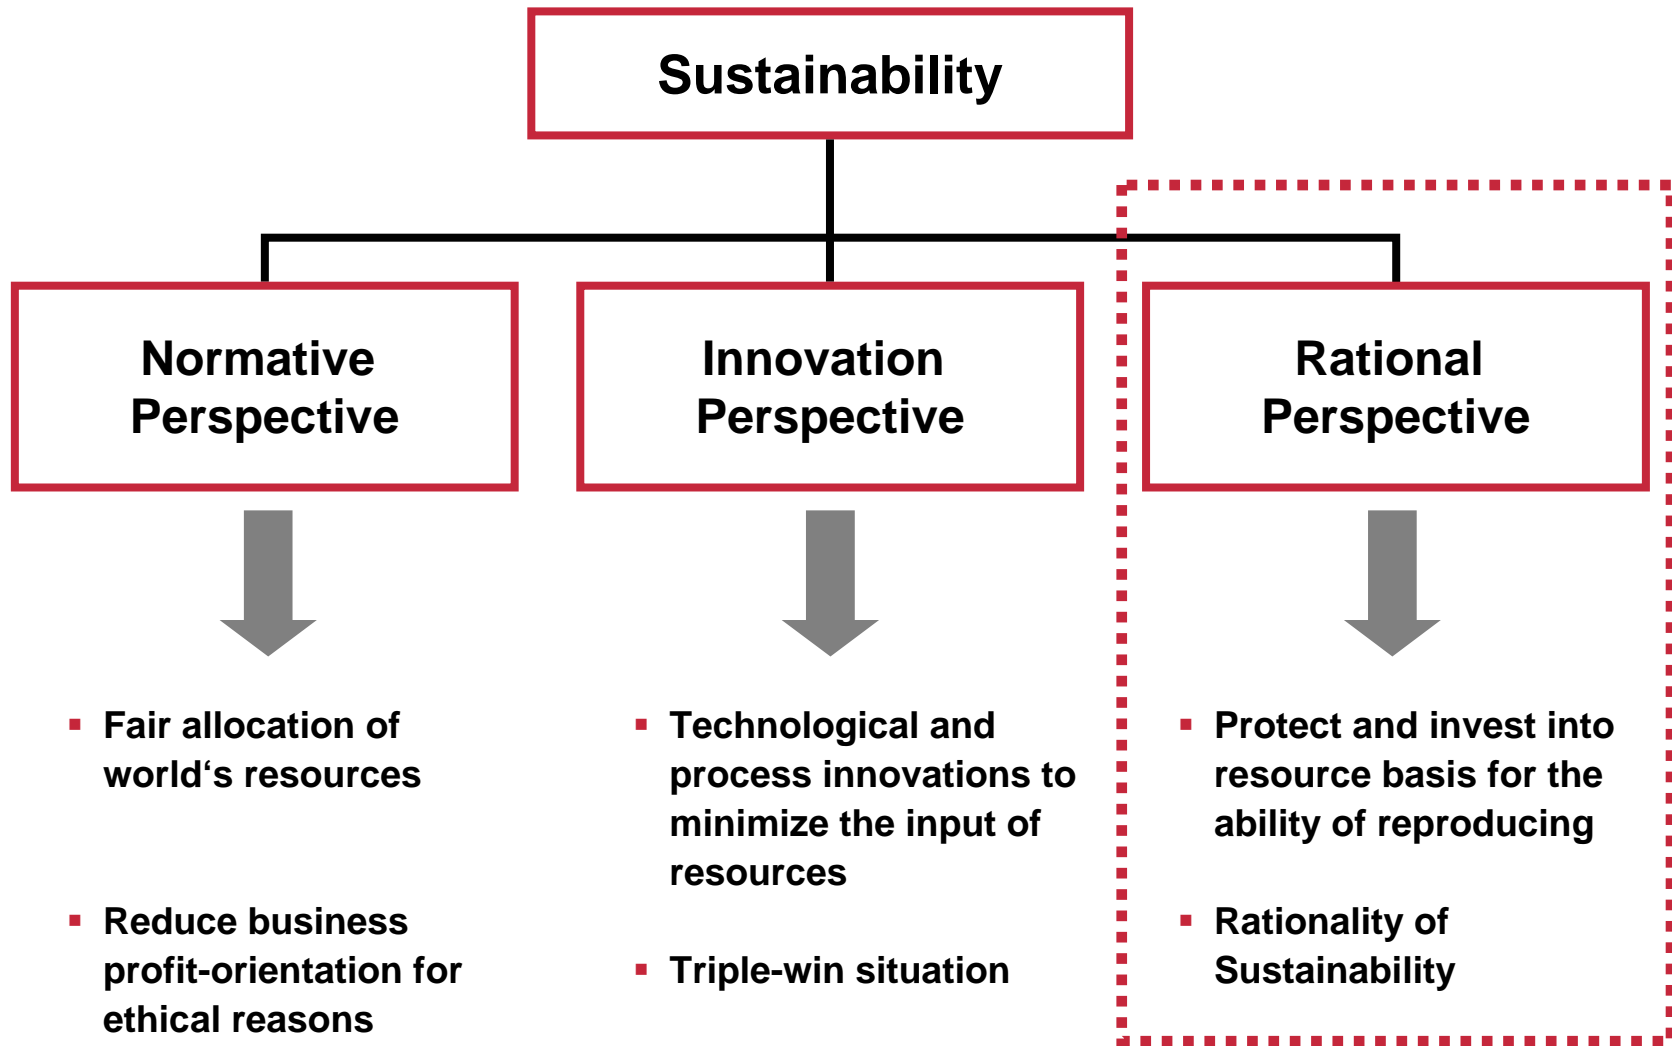 Sustainability
Normative
Perspective
Innovation
Perspective
Rational
Perspective
Fair allocation of
world‘s resources
Reduce business
profit-orientation for
ethical reasons
Technological and
process innovations to
minimize the input of
resources
Triple-win situation
Protect and invest into
resource basis for the
ability of reproducing
Rationality of
Sustainability